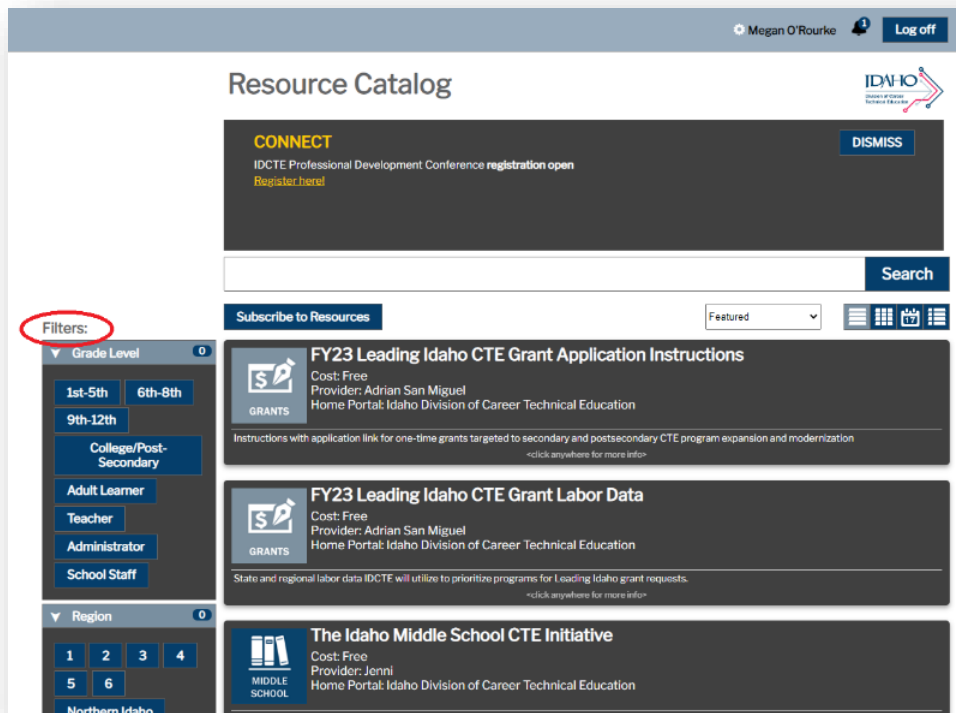 Megan O'Rourke
1
Log off
Resource Catalog
IDAHO
CONNECT
DISMISS
IDCTE Professional Development Conference registration open
Register here!
Search
Subscribe to Resources
Featured
17
Filters:
Grade Level
0
1st-5th 6th-8th
9th-12th
College/Post-
Secondary
Adult Learner
Teacher
Administrator
School Staff
Region
0
1 2 3 4
5 6
Northern Idaho
GRANTS
FY23 Leading Idaho CTE Grant Application Instructions
Cost: Free
Provider: Adrian San Miguel
Home Portal: Idaho Division of Career Technical Education
Instructions with application link for one-time grants targeted to secondary and postsecondary CTE program expansion and modernization
<click anywhere for more info>
GRANTS
FY23 Leading Idaho CTE Grant Labor Data
Cost: Free
Provider: Adrian San Miguel
Home Portal: Idaho Division of Career Technical Education
State and regional labor data IDCTE will utilize to prioritize programs for Leading Idaho grant requests.
<click anywhere for more info>
MIDDLE
SCHOOL
The Idaho Middle School CTE Initiative
Cost: Free
Provider: Jenni
Home Portal: Idaho Division of Career Technical Education